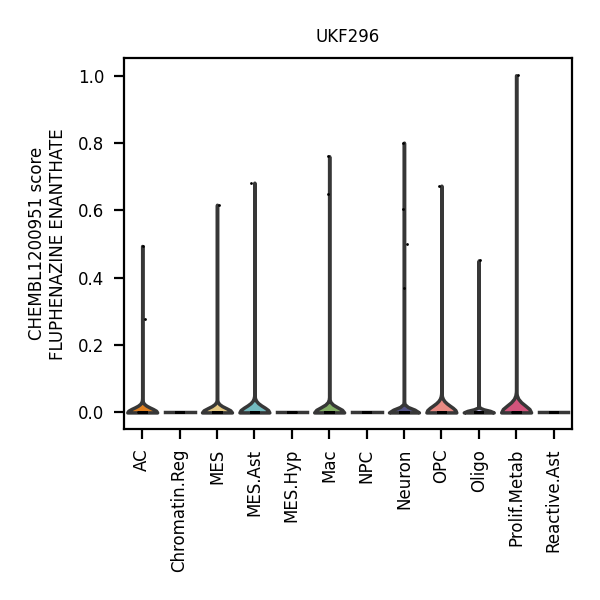 UKF296
CHEMBL1200951 score
FLUPHENAZINE ENANTHATE
1.0
0.8
0.6
0.4
0.2
0.0
AC
Chromatin.Reg
MES
MES.Ast
MES.Hyp
Mac
NPC
Neuron
OPC
Oligo
Prolif.Metab
Reactive.Ast